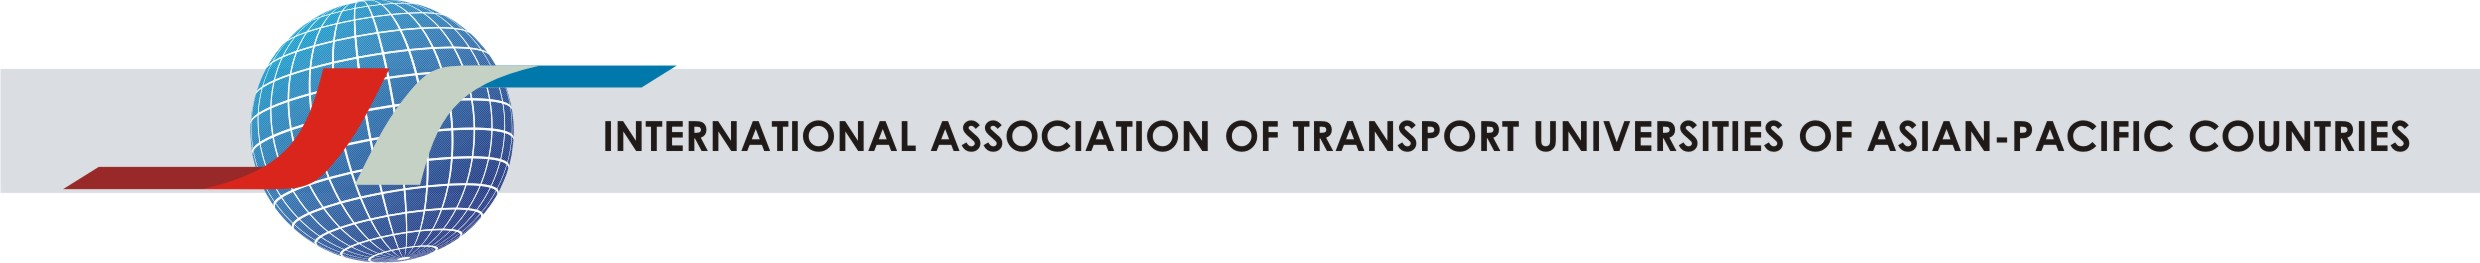 INTERNATIONAL ASSOCIATION OF TRANSPORT UNIVERSITIES OF ASIAN-PACIFIC COUNTRIES